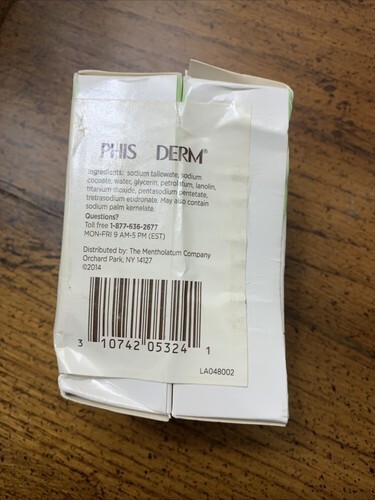 PHIS DERM®
Ingredients: sodium tallowate, sodium
cocoate, water, glycerin, petrolatum, lanolin,
titanium dioxide, pentasodium pentetate,
tetrasodium etidronate. May also contain
sodium palm kernelate.
Questions?
Toll free 1-877-636-2677
MON-FRI 9 AM-5 PM (EST)
Distributed by: The Mentholatum Company
Orchard Park, NY 14127
©2014
3 10742 05324 1
LA048002